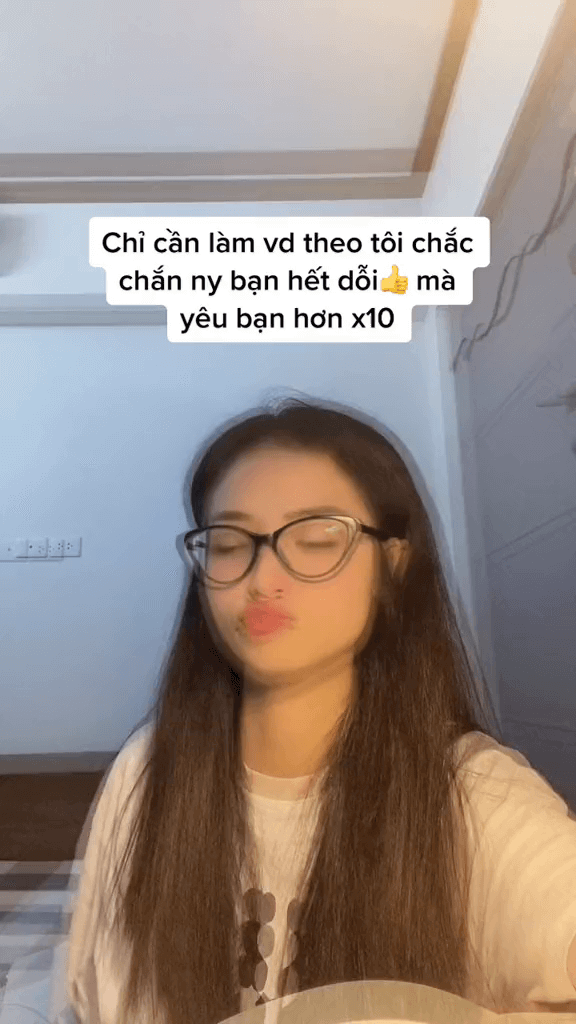 Chỉ cần làm vd theo tôi chắc
chắn ny bạn hết dỗi👍 mà
yêu bạn hơn x10